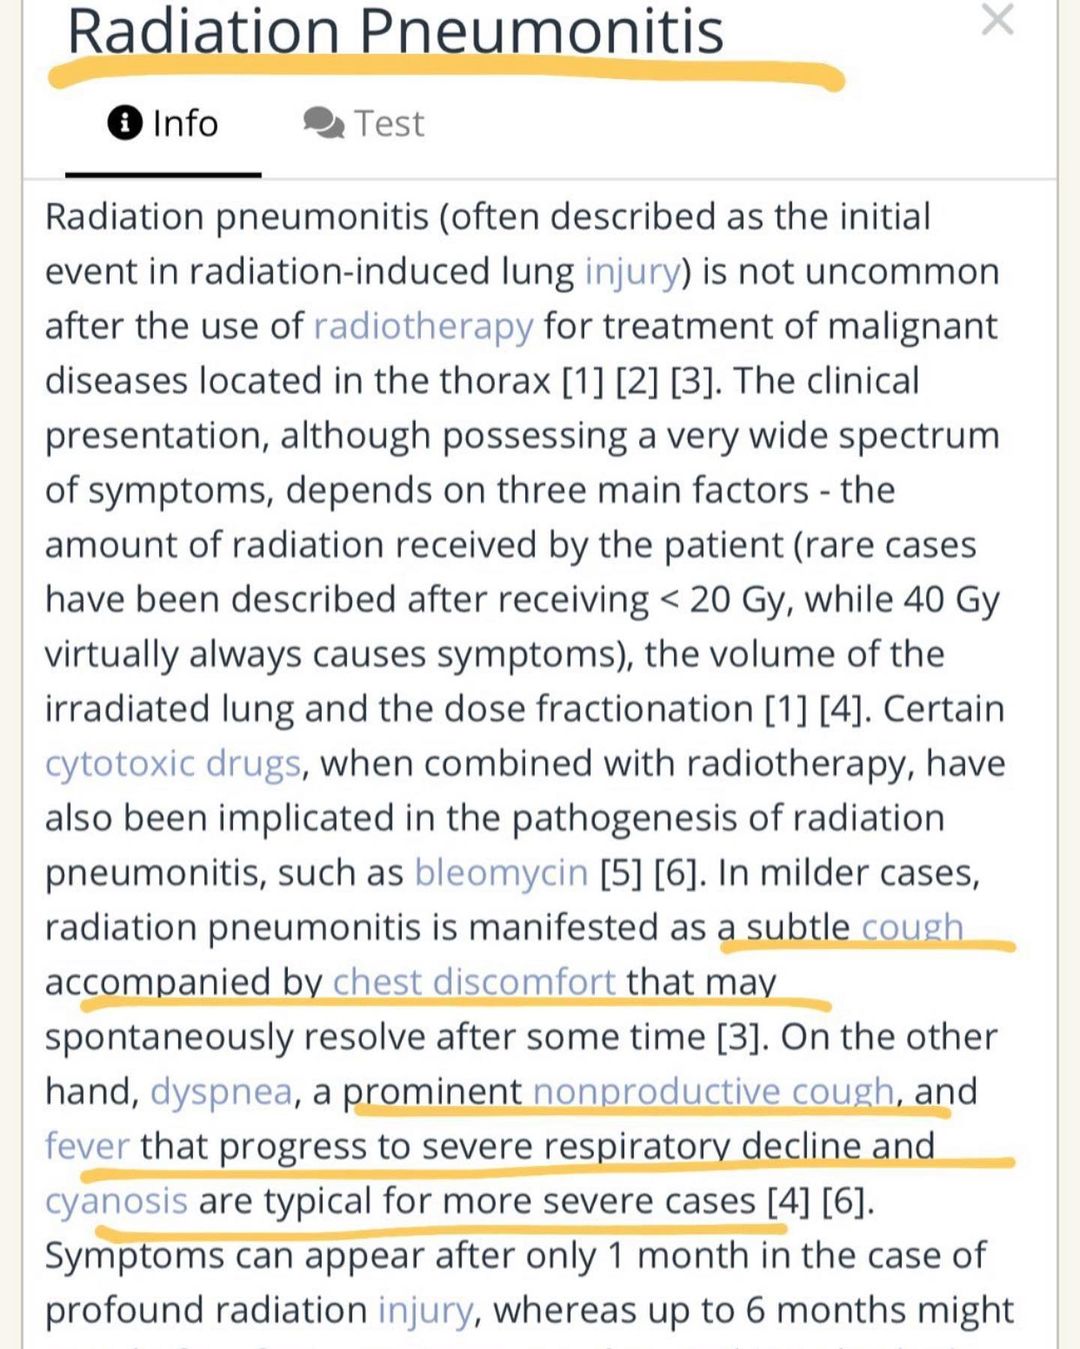 Radiation Pneumonitis
Info Test
Radiation pneumonitis (often described as the initial
event in radiation-induced lung injury) is not uncommon
after the use of radiotherapy for treatment of malignant
diseases located in the thorax [1] [2] [3]. The clinical
presentation, although possessing a very wide spectrum
of symptoms, depends on three main factors - the
amount of radiation received by the patient (rare cases
have been described after receiving < 20 Gy, while 40 Gy
virtually always causes symptoms), the volume of the
irradiated lung and the dose fractionation [1] [4]. Certain
cytotoxic drugs, when combined with radiotherapy, have
also been implicated in the pathogenesis of radiation
pneumonitis, such as bleomycin [5] [6]. In milder cases,
radiation pneumonitis is manifested as a subtle cough
accompanied by chest discomfort that may
spontaneously resolve after some time [3]. On the other
hand, dyspnea, a prominent nonproductive cough, and
fever that progress to severe respiratory decline and
cyanosis are typical for more severe cases [4] [6].
Symptoms can appear after only 1 month in the case of
profound radiation injury, whereas up to 6 months might